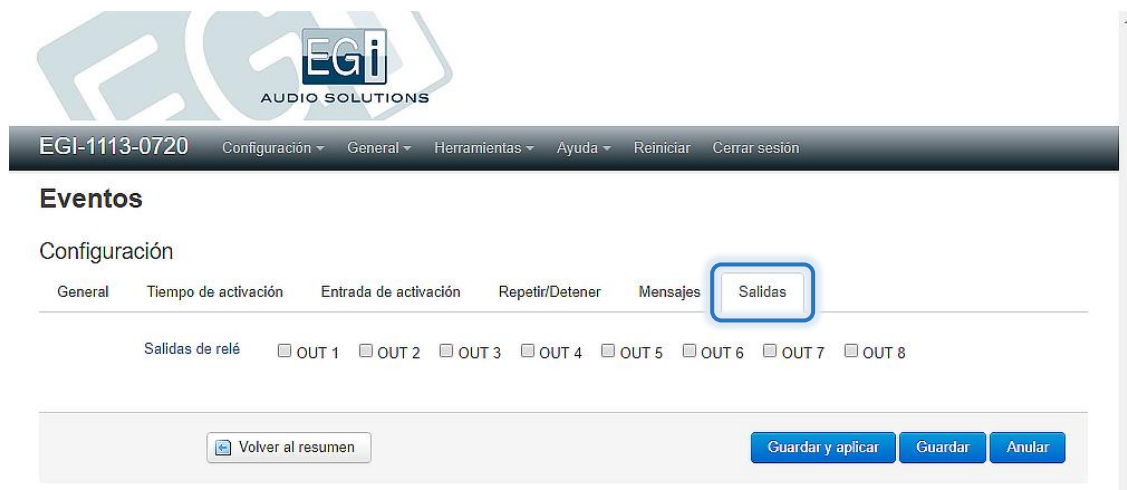 EGi
AUDIO SOLUTIONS
EGI-1113-0720 Configuración General Herramientas Ayuda Reiniciar Cerrar sesión
Eventos
Configuración
General Tiempo de activación Entrada de activación Repetir/Detener Mensajes Salidas
Salidas de relé OUT 1 OUT 2 OUT 3 OUT 4 OUT 5 OUT 6 OUT 7 OUT 8
Volver al resumen Guardar y aplicar Guardar Anular